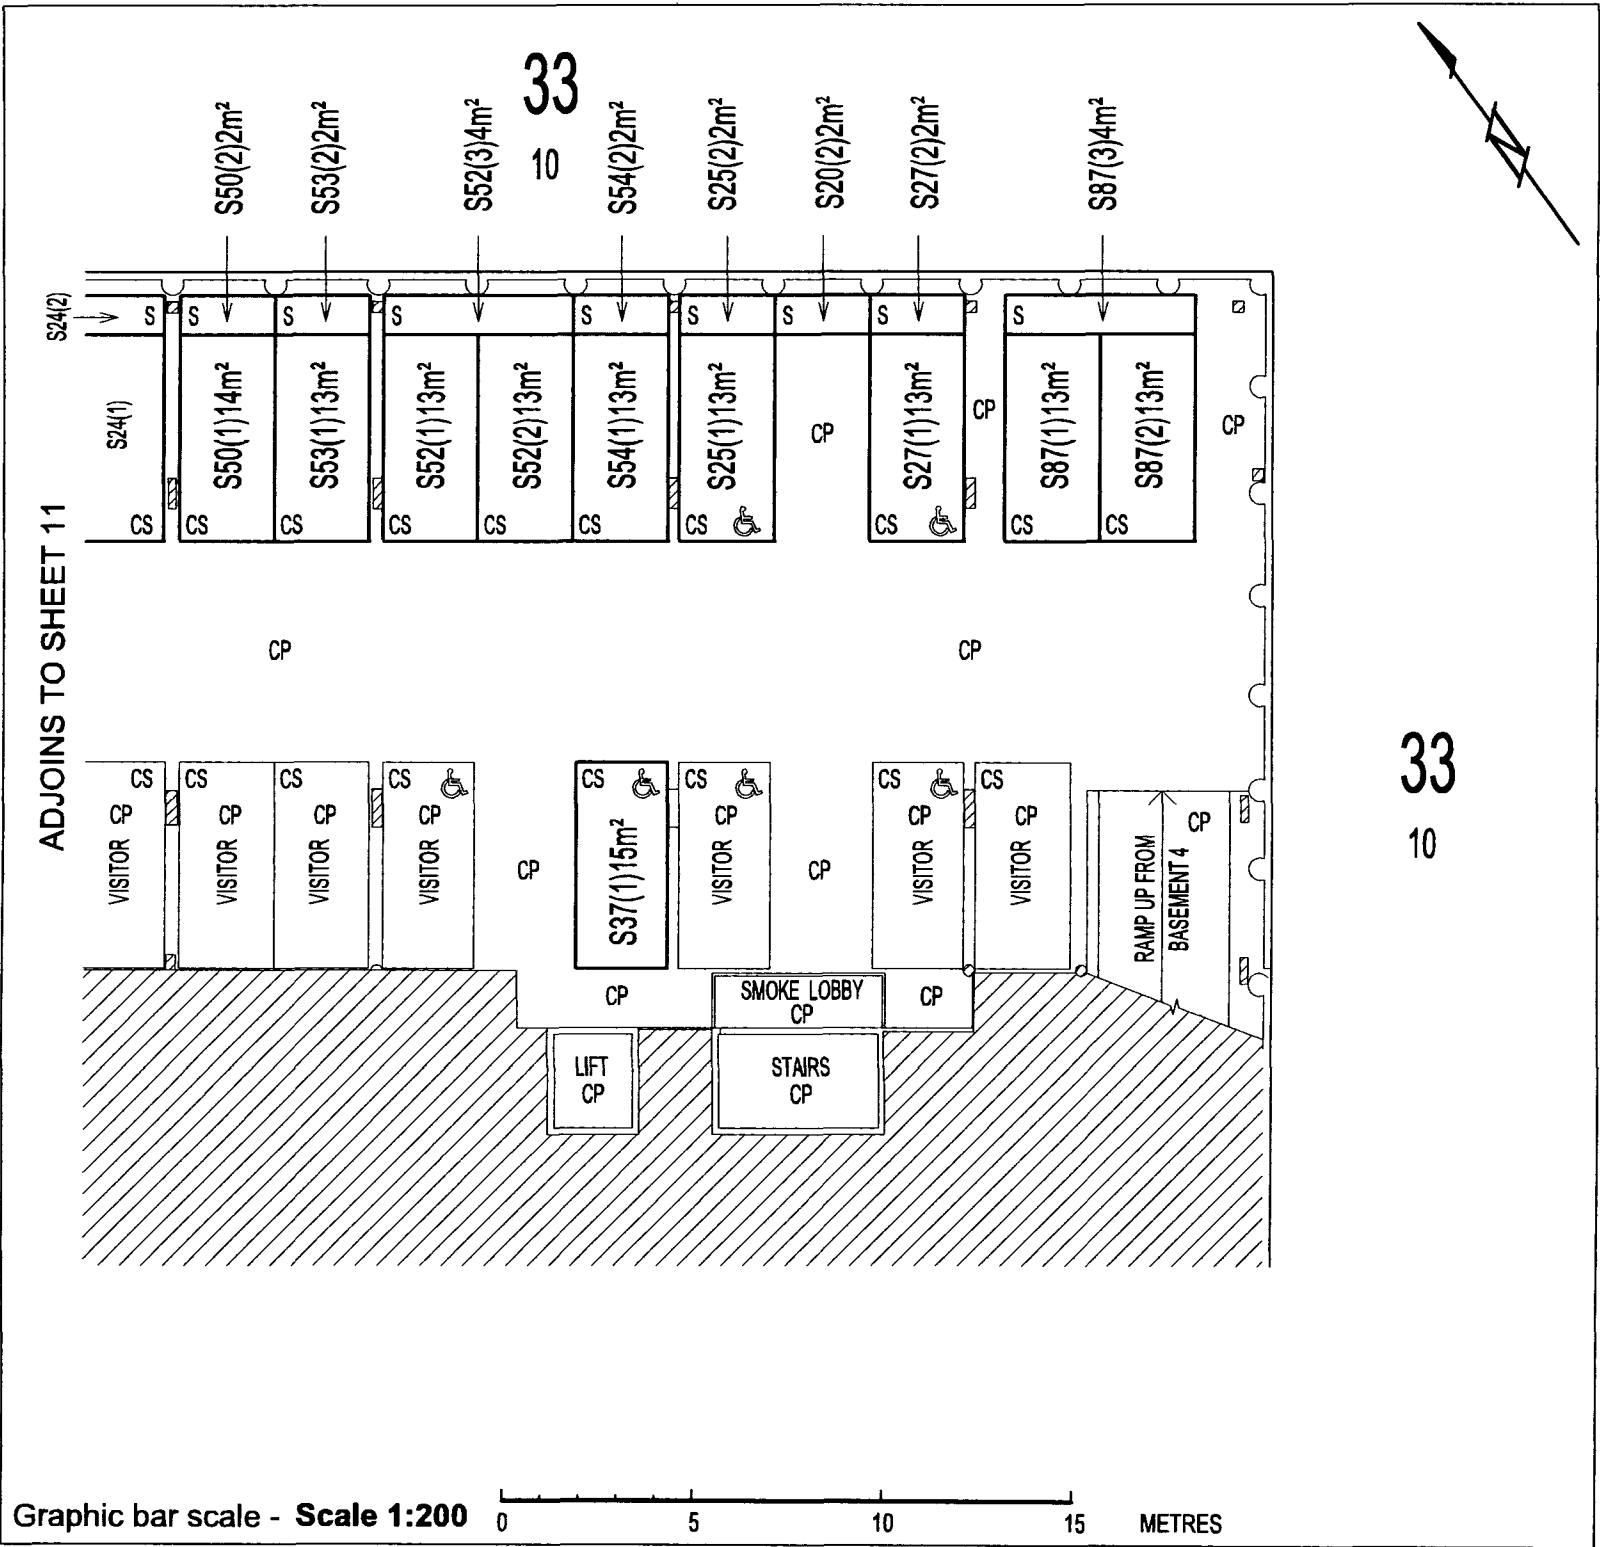 33
10
S50(2)2m²
S53(2)2m²
S52(3)4m²
S54(2)2m²
S25(2)2m²
S20(2)2m²
S27(2)2m²
S87(3)4m²
S24(2)
S
S
S
S
S
S
S
S
S
S24(1)
S50(1)14m²
S53(1)13m²
S52(1)13m²
S52(2)13m²
S54(1)13m²
S25(1)13m²
CP
S27(1)13m²
CP
S87(1)13m²
S87(2)13m²
CP
CS
CS
CS
CS
CS
CS
CS
CS
CS
CS
ADJOINS TO SHEET 11
CP
CP
33
10
CS
CP
VISITOR
CS
CP
VISITOR
CS
CP
VISITOR
CS
CP
VISITOR
CP
CS
S37(1)15m²
CS
CP
VISITOR
CP
CS
CP
VISITOR
CS
CP
VISITOR
RAMP UP FROM
BASEMENT 4
CP
CP
SMOKE LOBBY
CP
CP
LIFT
CP
STAIRS
CP
Graphic bar scale - Scale 1:200
0 5 10 15 METRES